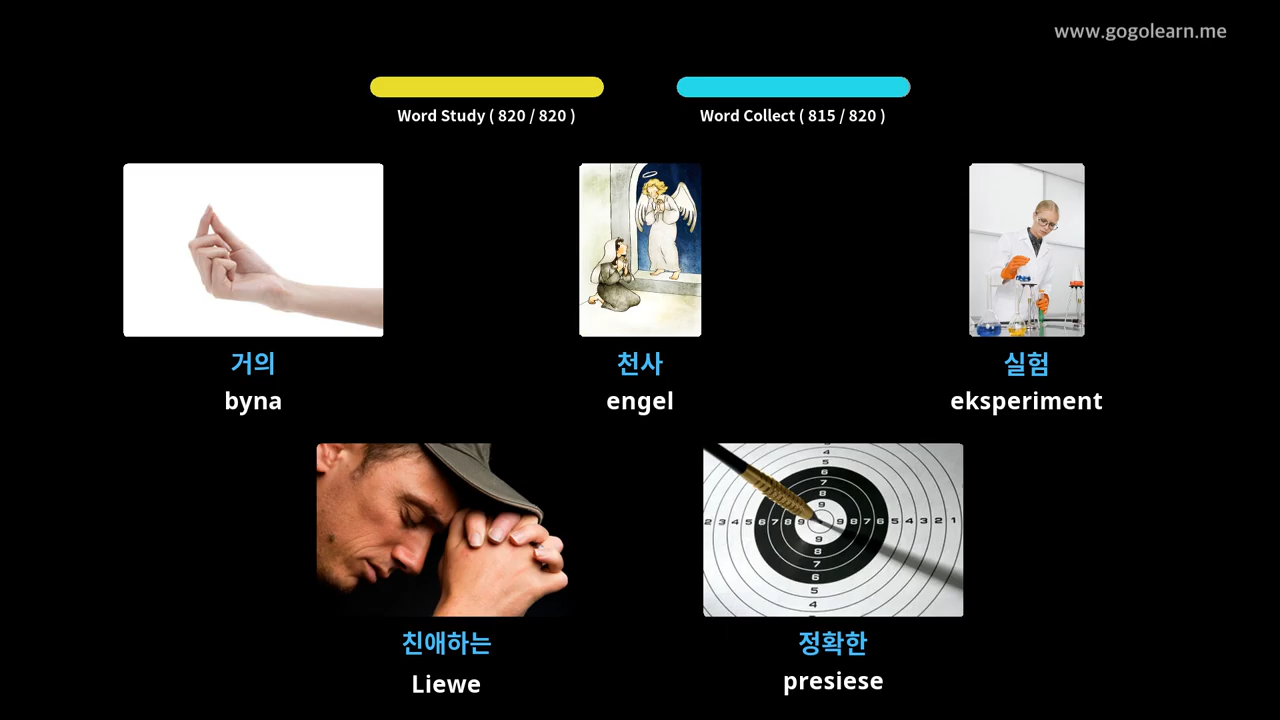 www.gogolearn.me
Word Study ( 820 / 820 )
Word Collect ( 815 / 820 )
거의
byna
천사
engel
실험
eksperiment
친애하는
Liewe
정확한
presiese